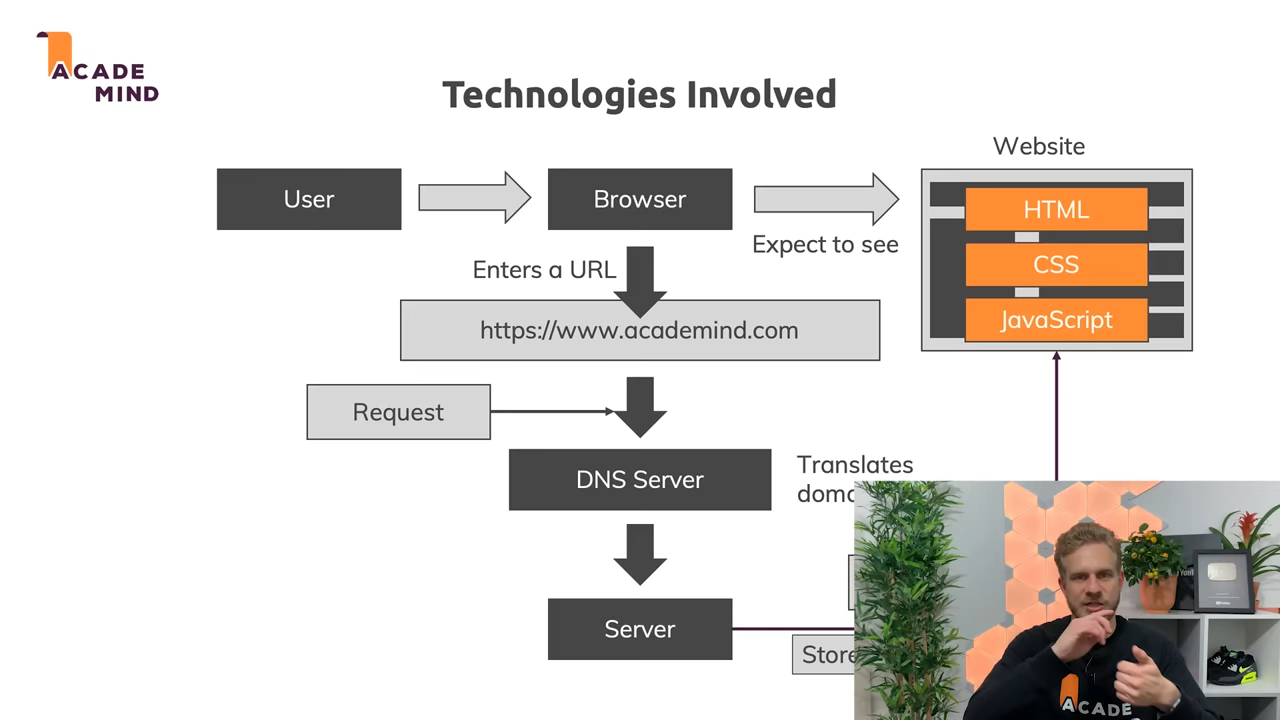 ACADE
MIND
Technologies Involved
Website
User
Browser
HTML
Expect to see
CSS
Enters a URL
JavaScript
https://www.academind.com
Request
DNS Server
Translates
Server
Store
ACADE